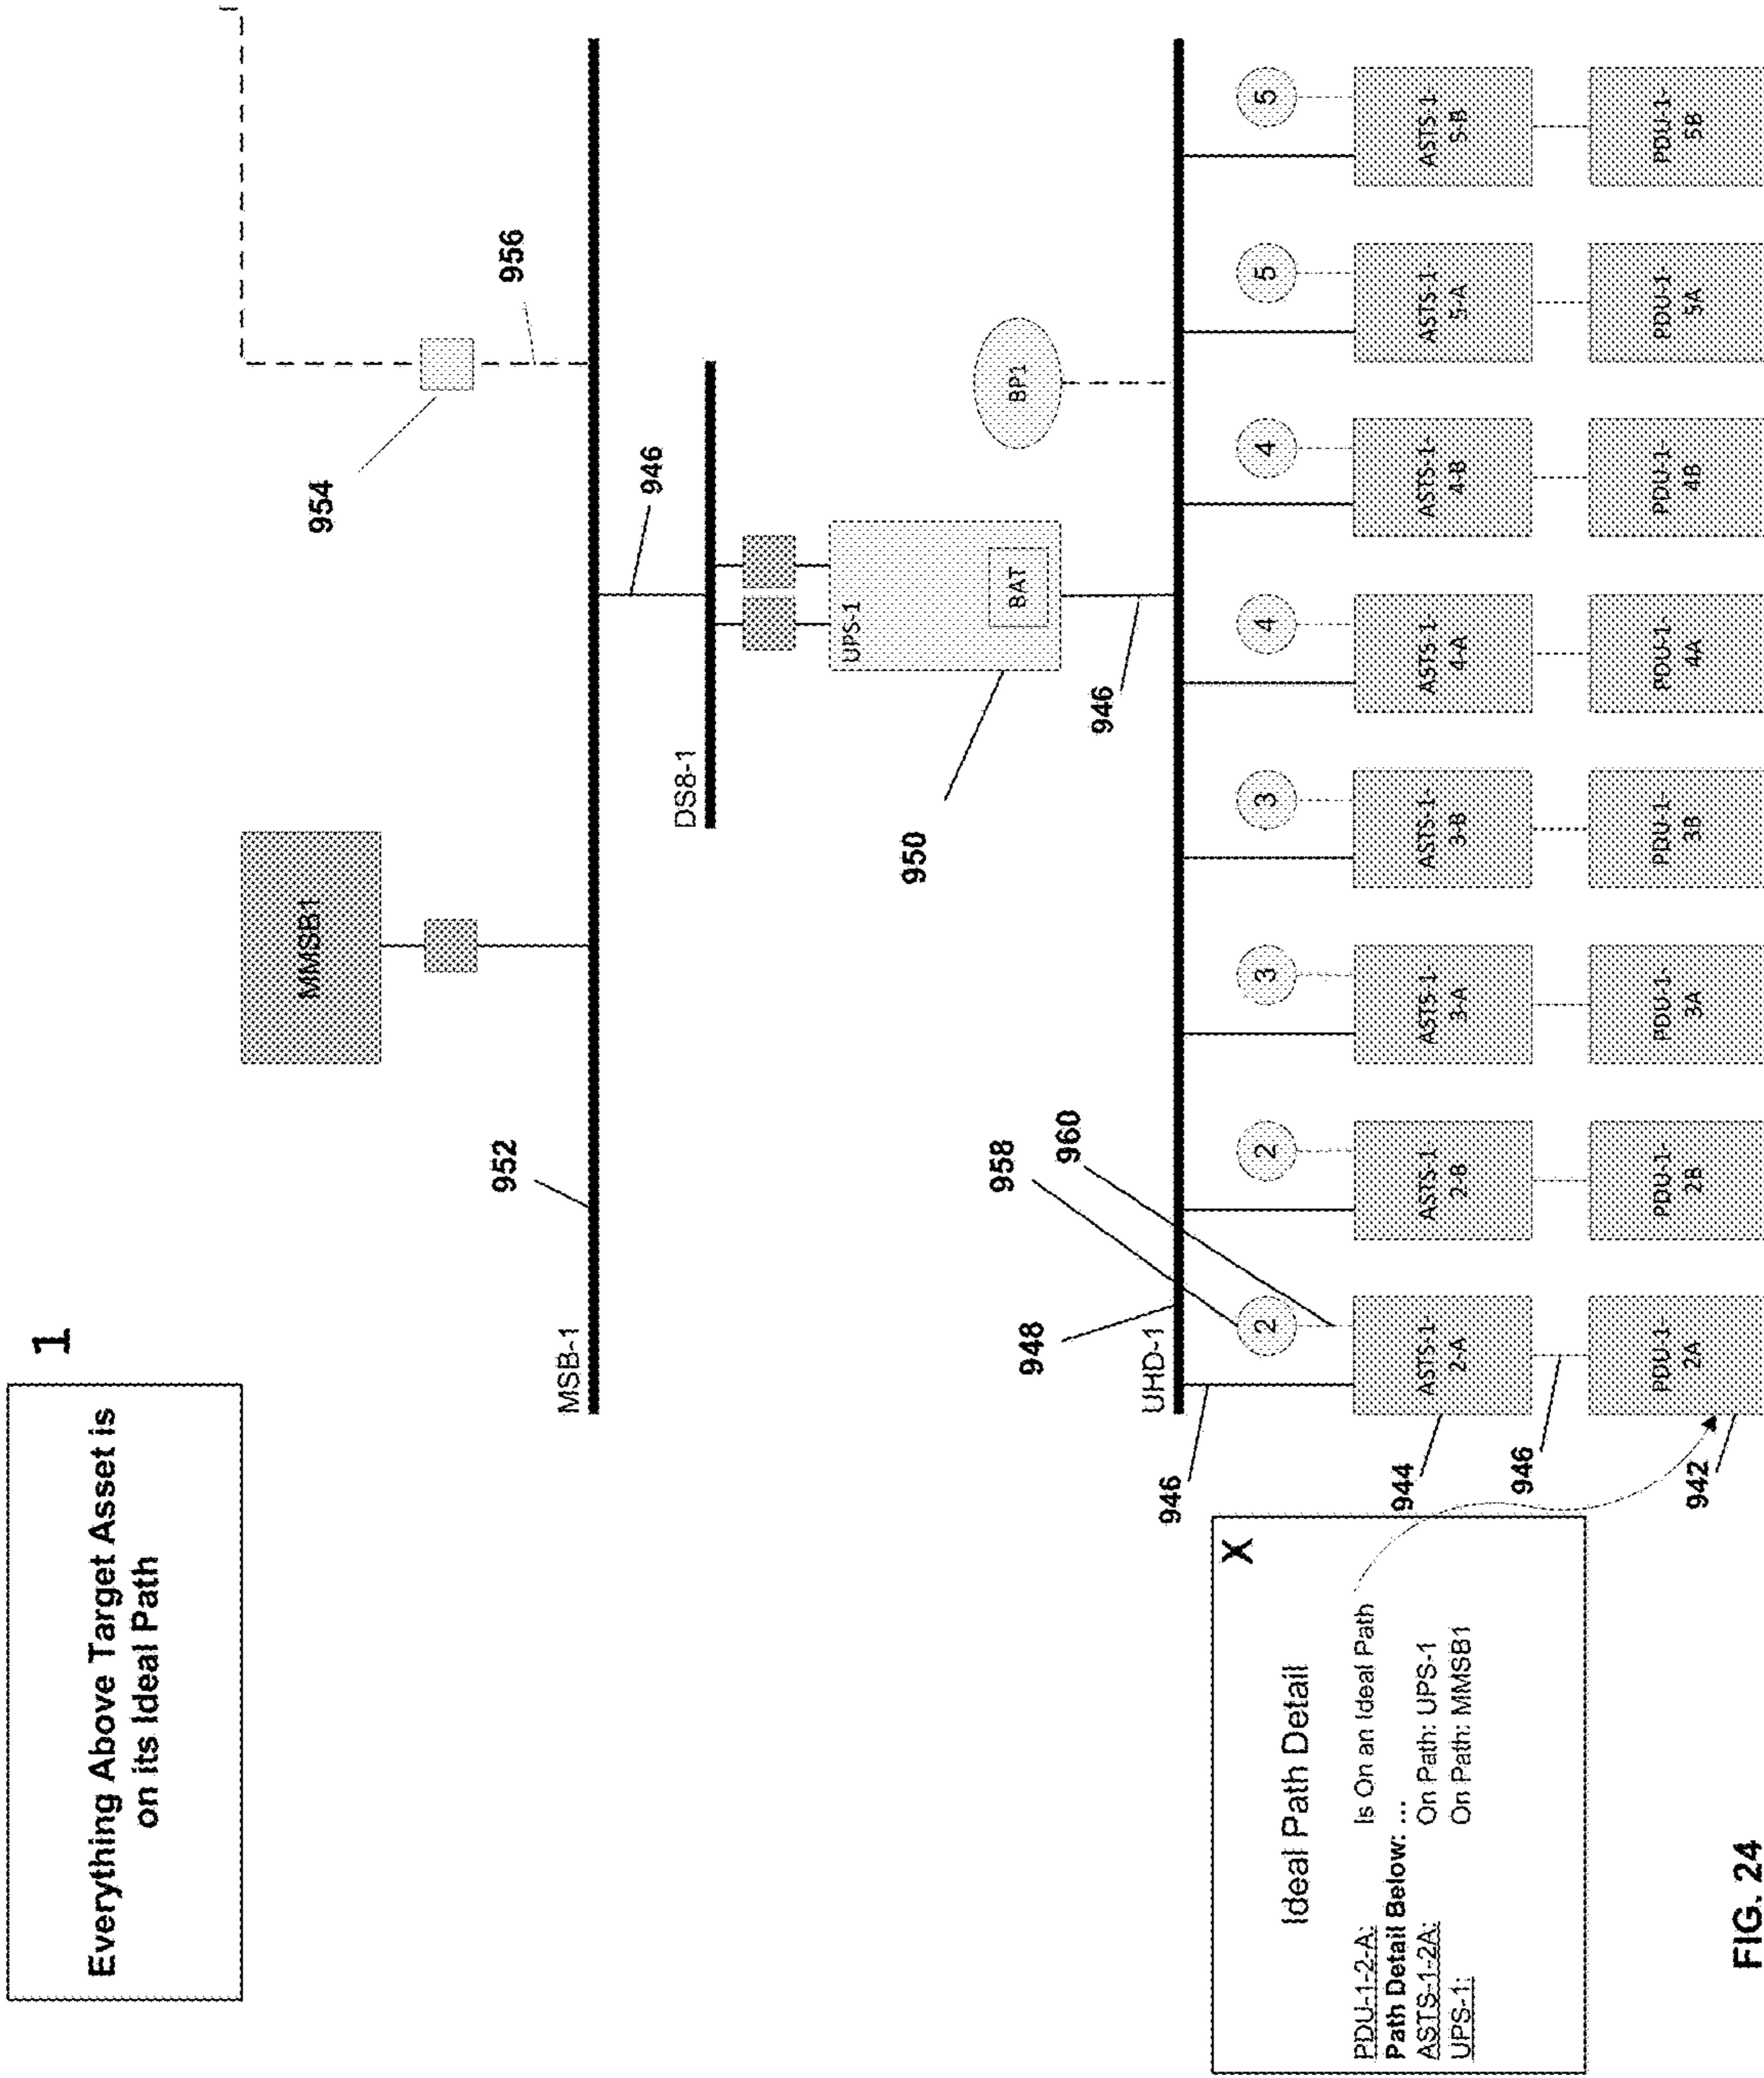 1
Everything Above Target Asset is
on its Ideal Path
MMSB1
954
956
952
MSB-1
946
DS8-1
UPS-1
BAT
950
946
BP1
958
960
948
UHD-1
946
2
2
3
3
4
4
5
5
944
ASTS-1
2-A
ASTS-1
2-B
ASTS-1
3-A
ASTS-1-
3-B
ASTS-1
4-A
ASTS-1-
4-B
ASTS-1-
5-A
ASTS-1-
5-B
946
942
PDU-1-
2A
PDU-1-
2B
PDU-1-
3A
PDU-1-
3B
PDU-1-
4A
PDU-1-
4B
PDU-1
5A
PDU-1-
5B
X
Ideal Path Detail
PDU-1-2-A: Is On an Ideal Path
Path Detail Below: ...
ASTS-1-2A: On Path: UPS-1
UPS-1: On Path: MMSB1
FIG. 24